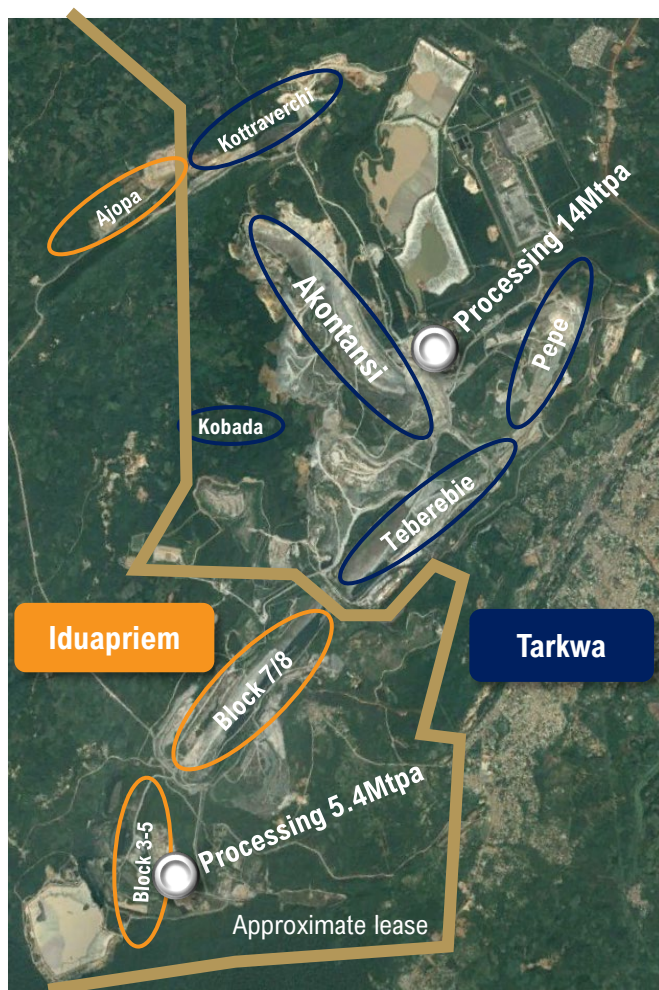 Kottraverchi
Ajopa
Processing 14Mtpa
Akontansi
Pepe
Kobada
Teberebie
Iduapriem
Tarkwa
Block 7/8
Processing 5.4Mtpa
Block 3-5
Approximate lease